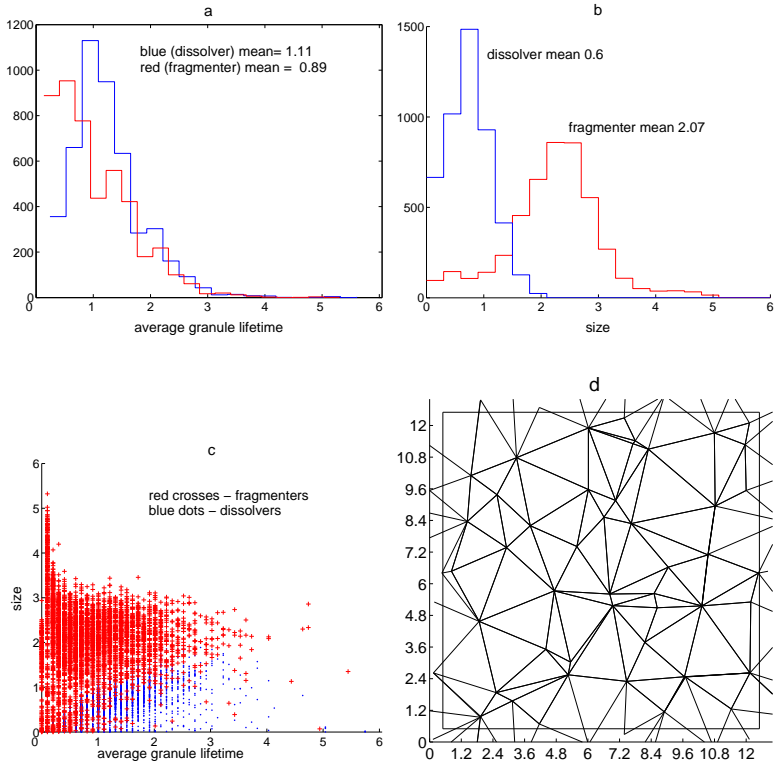 a
1200
1000
800
600
400
200
0
blue (dissolver) mean= 1.11
red (fragmenter) mean = 0.89
0 1 2 3 4 5 6
average granule lifetime
b
1500
1000
500
0
dissolver mean 0.6
fragmenter mean 2.07
0 1 2 3 4 5 6
size
c
6
5
4
3
2
1
0
size
red crosses − fragmenters
blue dots − dissolvers
0 1 2 3 4 5 6
average granule lifetime
d
12
10.8
9.6
8.4
7.2
6
4.8
3.6
2.4
1.2
0
0 1.2 2.4 3.6 4.8 6 7.2 8.4 9.6 10.8 12